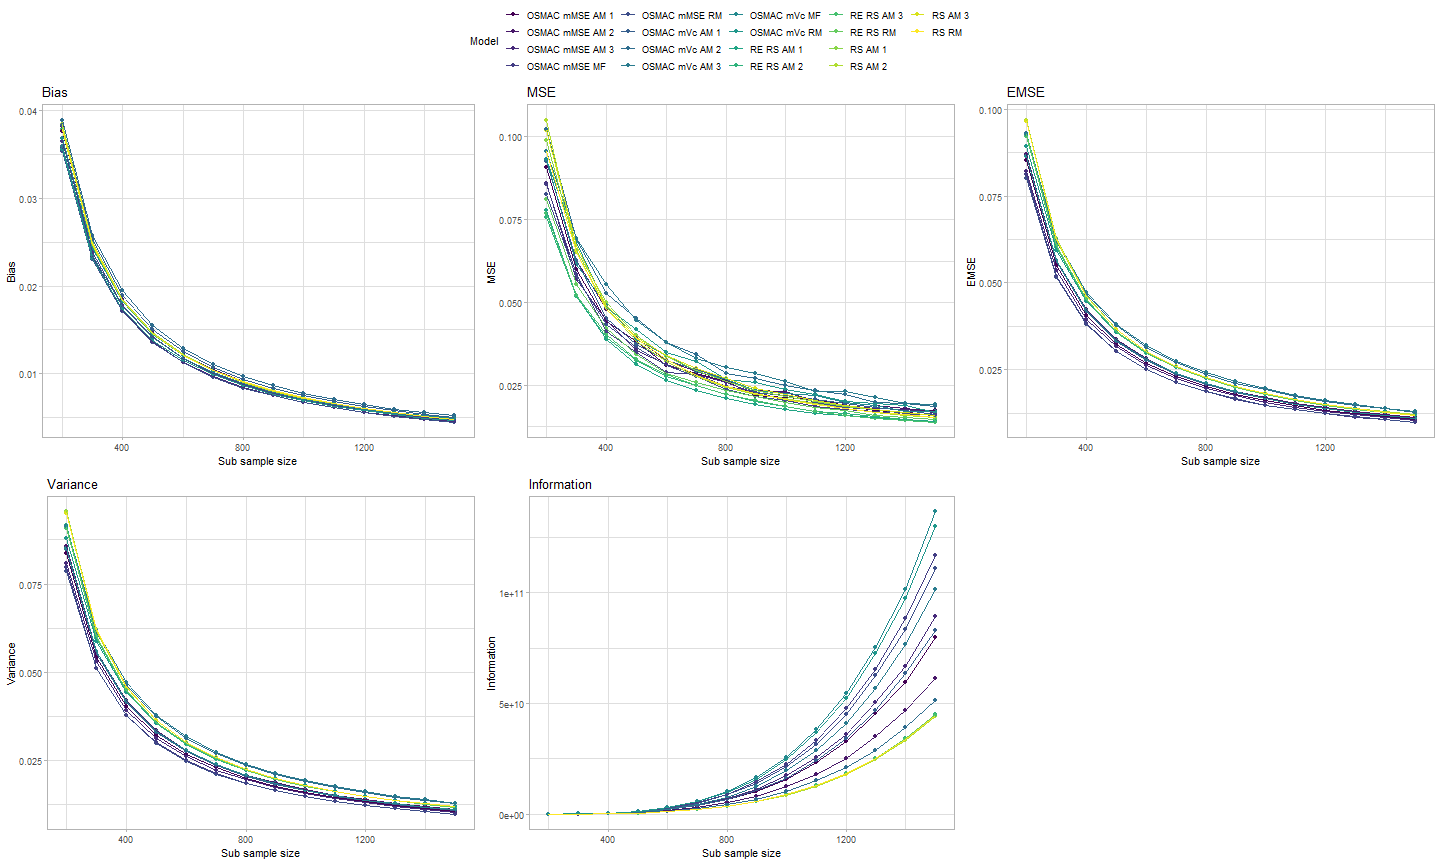 OSMAC mMSE AM 1 OSMAC mMSE RM OSMAC mVc MF RE RS AM 3 RS AM 3
OSMAC mMSE AM 2 OSMAC mVc AM 1 OSMAC mVc RM RE RS RM RS RM
Model
OSMAC mMSE AM 3 OSMAC mVc AM 2 RE RS AM 1 RS AM 1
OSMAC mMSE MF OSMAC mVc AM 3 RE RS AM 2 RS AM 2
Bias
0.04
0.03
0.02
0.01
Bias
400 800 1200
Sub sample size
MSE
0.100
0.075
0.050
0.025
MSE
400 800 1200
Sub sample size
EMSE
0.100
0.075
0.050
0.025
EMSE
400 800 1200
Sub sample size
Variance
0.075
0.050
0.025
Variance
400 800 1200
Sub sample size
Information
1e+11
5e+10
0e+00
Information
400 800 1200
Sub sample size